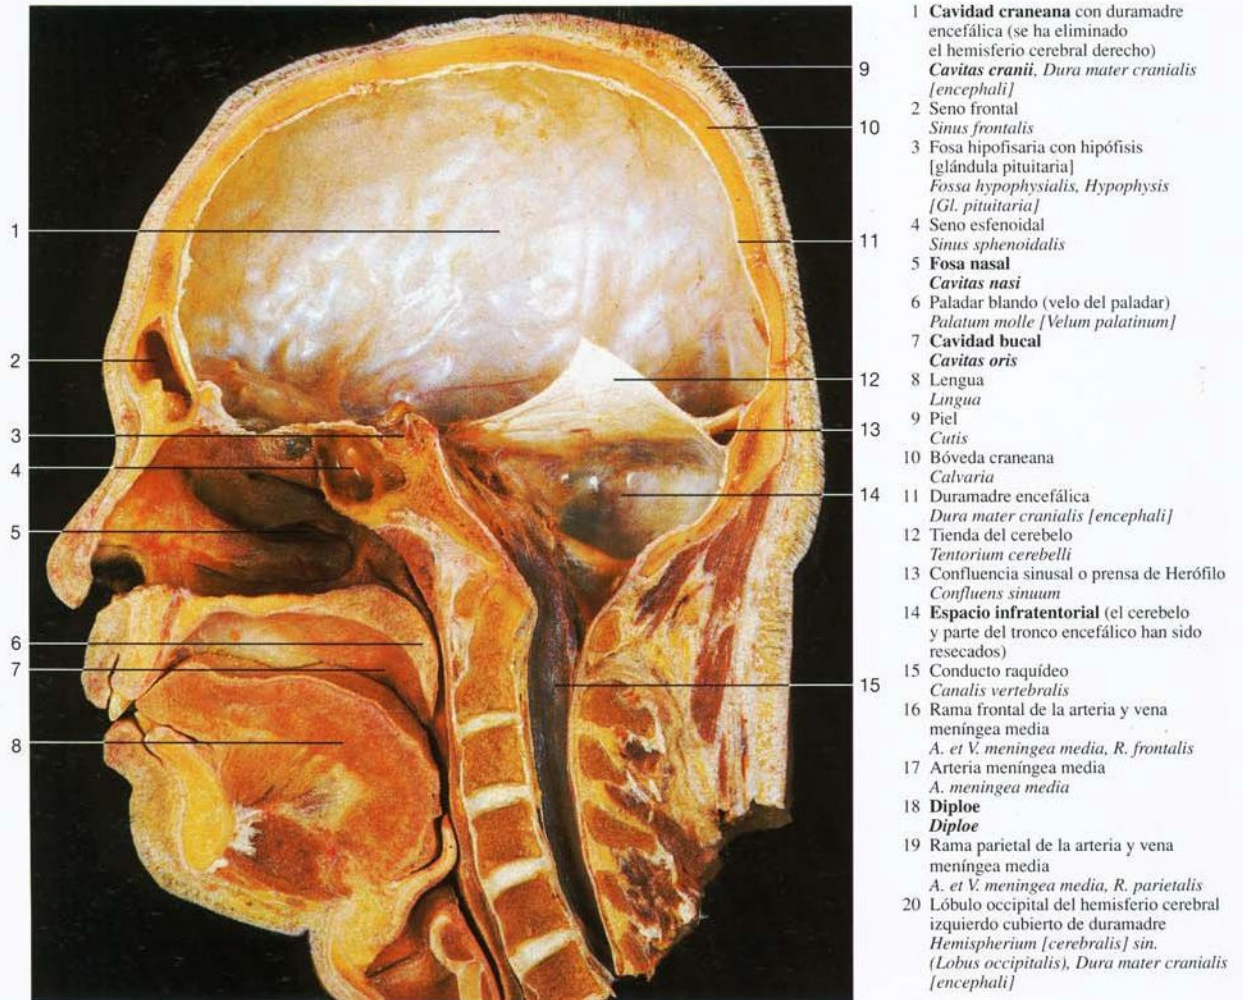 1
2
3
4
5
6
7
8
9
10
11
12
13
14
15
1 Cavidad craneana con duramadre
encefálica (se ha eliminado
el hemisferio cerebral derecho)
Cavitas cranii, Dura mater cranialis
[encephali]
2 Seno frontal
Sinus frontalis
3 Fosa hipofisaria con hipófisis
[glándula pituitaria]
Fossa hypophysialis, Hypophysis
[Gl. pituitaria]
4 Seno esfenoidal
Sinus sphenoidalis
5 Fosa nasal
Cavitas nasi
6 Paladar blando (velo del paladar)
Palatum molle [Velum palatinum]
7 Cavidad bucal
Cavitas oris
8 Lengua
Lingua
9 Piel
Cutis
10 Bóveda craneana
Calvaria
11 Duramadre encefálica
Dura mater cranialis [encephali]
12 Tienda del cerebelo
Tentorium cerebelli
13 Confluencia sinusal o prensa de Herófilo
Confluens sinuum
14 Espacio infratentorial (el cerebelo
y parte del tronco encefálico han sido
resecados)
15 Conducto raquídeo
Canalis vertebralis
16 Rama frontal de la arteria y vena
meníngea media
A. et V. meningea media, R. frontalis
17 Arteria meníngea media
A. meningea media
18 Diploe
Diploe
19 Rama parietal de la arteria y vena
meníngea media
A. et V. meningea media, R. parietalis
20 Lóbulo occipital del hemisferio cerebral
izquierdo cubierto de duramadre
Hemispherium [cerebralis] sin.
(Lobus occipitalis), Dura mater cranialis
[encephali]